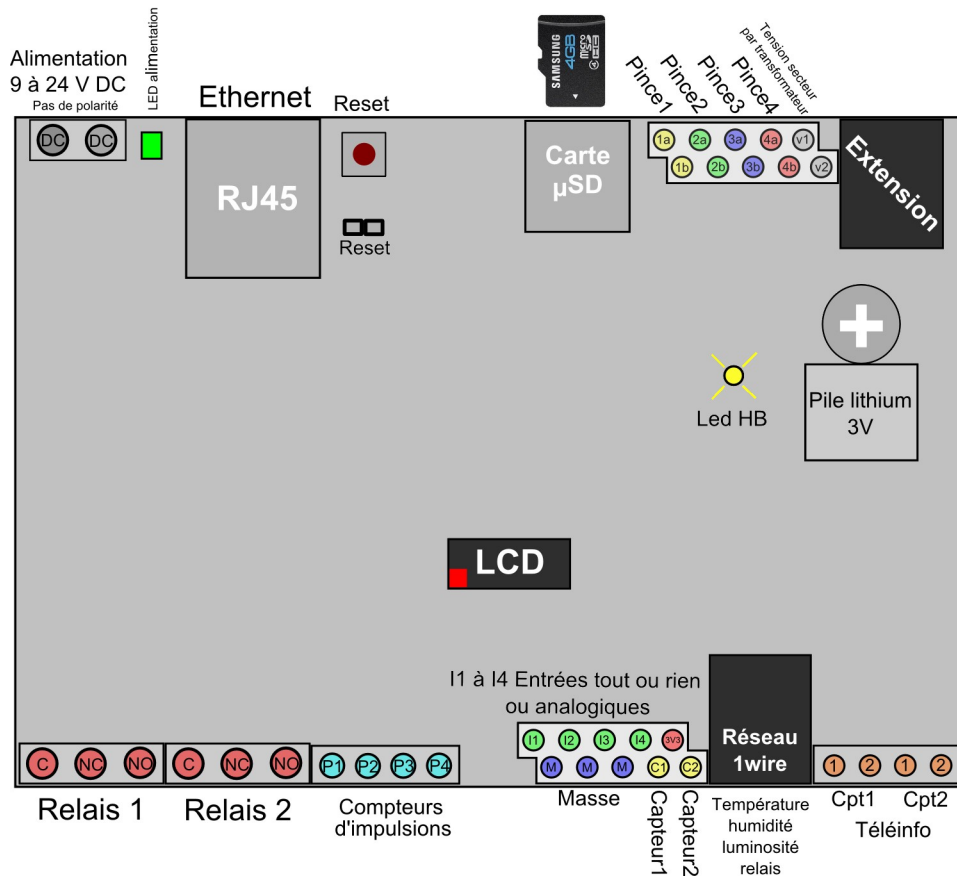 Alimentation
9 à 24 V DC
Pas de polarité
LED alimentation
Ethernet
Reset
SAMSUNG
4GB
micro SD
HC
4
Pince1
Pince2
Pince3
Pince4
Tension secteur
par transformateur
DC DC
RJ45
Reset
Carte
µSD
1a 2a 3a 4a v1
1b 2b 3b 4b v2
Extension
Led HB
Pile lithium
3V
LCD
I1 à I4 Entrées tout ou rien
ou analogiques
I1 I2 I3 I4 3V3
M M M C1 C2
Réseau
1wire
C NC NO C NC NO P1 P2 P3 P4
1 2 1 2
Relais 1
Relais 2
Compteurs
d'impulsions
Masse
Capteur1
Capteur2
Température
humidité
luminosité
relais
Cpt1 Cpt2
Téléinfo